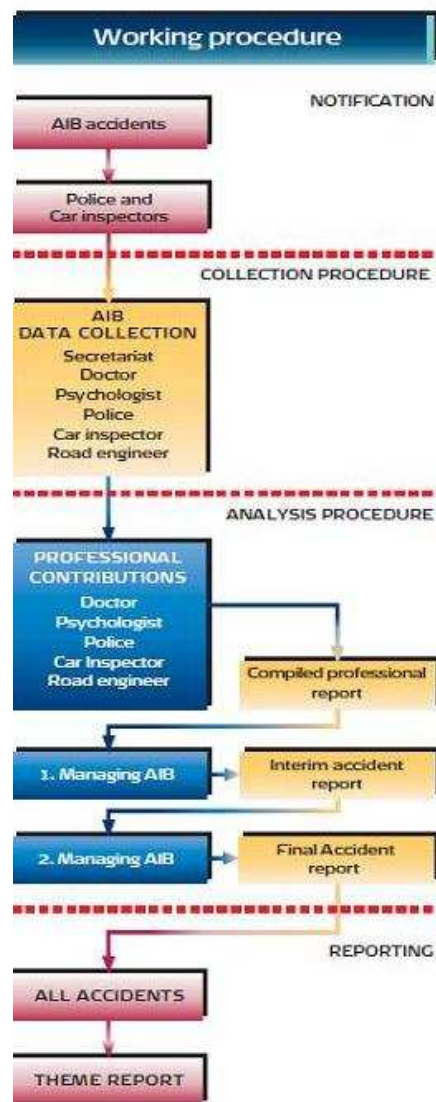 Working procedure
NOTIFICATION
AIB accidents
Police and
Car inspectors
COLLECTION PROCEDURE
AIB
DATA COLLECTION
Secretariat
Doctor
Psychologist
Police
Car inspector
Road engineer
ANALYSIS PROCEDURE
PROFESSIONAL
CONTRIBUTIONS
Doctor
Psychologist
Police
Car Inspector
Road engineer
Compiled professional
report
1. Managing AIB
Interim accident
report
2. Managing AIB
Final Accident
report
REPORTING
ALL ACCIDENTS
THEME REPORT